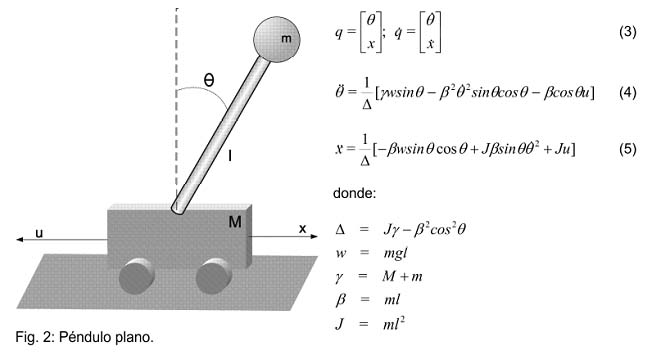 m
θ
l
M
u
x
Fig. 2: Péndulo plano.
q = [θ x]; q̇ = [θ̇ ẋ] (3)
θ̈ = 1/Δ [γwsinθ − β²θ̇²sinθcosθ − βcosθu] (4)
ẍ = 1/Δ [−βwsinθcosθ + Jβsinθθ̇² + Ju] (5)
donde:
Δ = Jγ − β²cos²θ
w = mgl
γ = M + m
β = ml
J = ml²